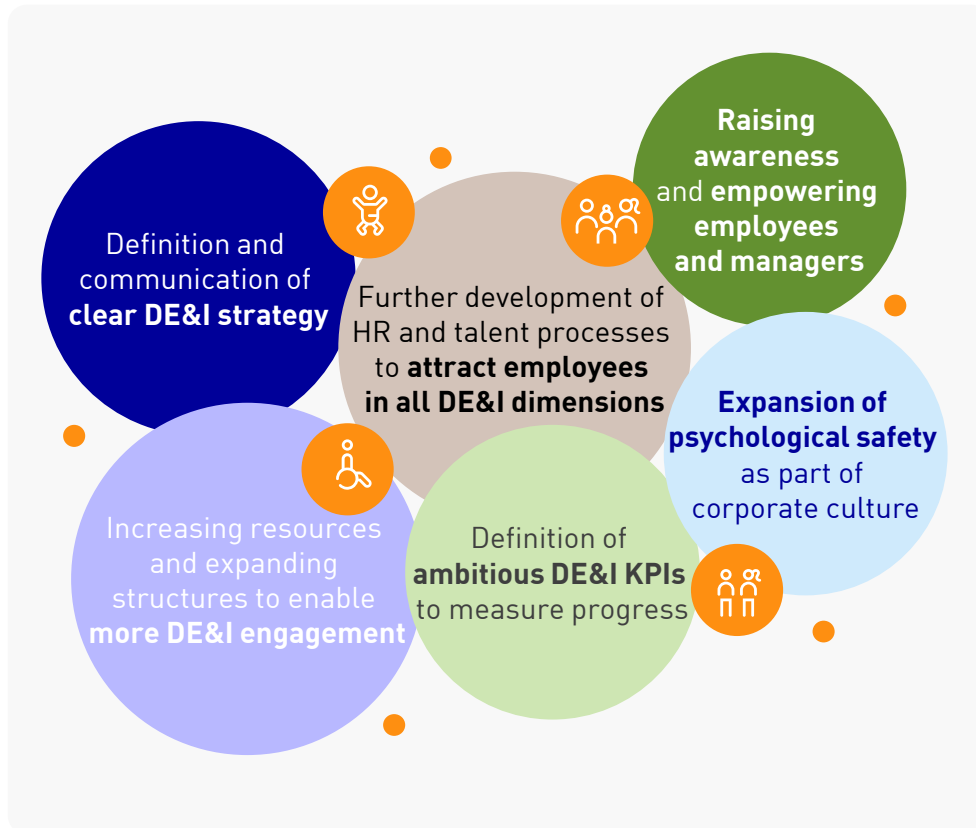 Raising
awareness
and empowering
employees
and managers
Definition and
communication of
clear DE&I strategy
Further development of
HR and talent processes
to attract employees
in all DE&I dimensions
Expansion of
psychological safety
as part of
corporate culture
Increasing resources
and expanding
structures to enable
more DE&I engagement
Definition of
ambitious DE&I KPIs
to measure progress